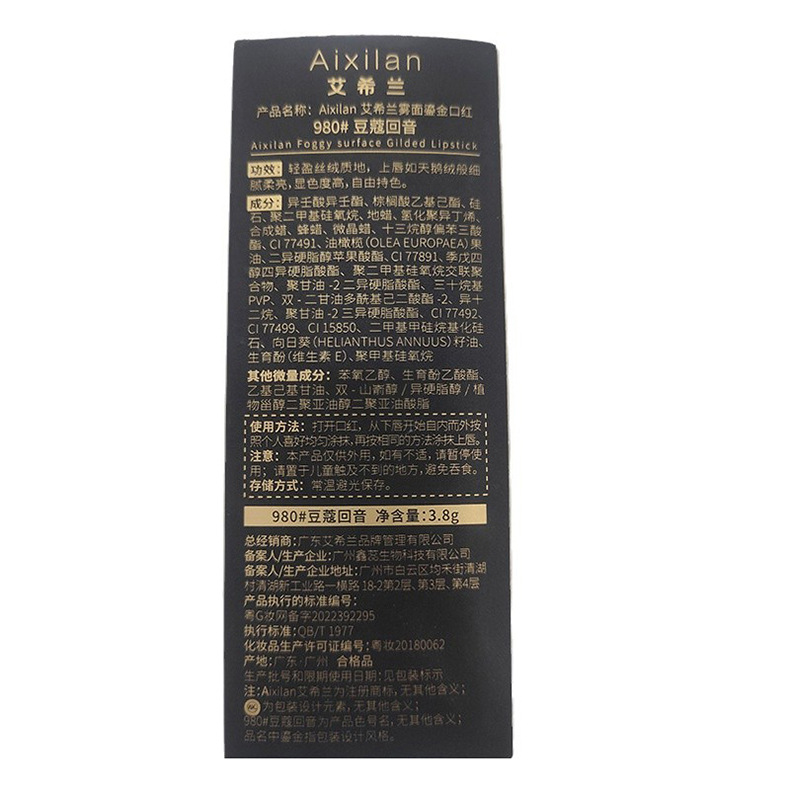 Aixilan
艾希兰
产品名称：Aixilan 艾希兰雾面鎏金口红
980# 豆蔻回音
Aixilan Foggy surface Gilded Lipstick
功效：轻盈丝绒质地，上唇如天鹅绒般细
腻柔亮，显色度高，自由持色。
成分：异壬酸异壬酯、棕榈酸乙基己酯、硅
石、聚二甲基硅氧烷、地蜡、氢化聚异丁烯、
合成蜡、蜂蜡、微晶蜡、十三烷醇偏苯三酸
酯、CI 77491、油橄榄（OLEA EUROPAEA）果
油、二异硬脂醇苹果酸酯、CI 77891、季戊四
醇四异硬脂酸酯、聚二甲基硅氧烷交联聚
合物、聚甘油-2 二异硬脂酸酯、三十烷基
PVP、双-二甘油多酰基己二酸酯-2、异十
二烷、聚甘油-2 三异硬脂酸酯、CI 77492、
CI 77499、CI 15850、二甲基甲硅烷基化硅
石、向日葵（HELIANTHUS ANNUUS）籽油、
生育酚（维生素 E）、聚甲基硅氧烷
其他微量成分：苯氧乙醇、生育酚乙酸酯、
乙基己基甘油、双-山嵛醇/异硬脂醇/植
物甾醇二聚亚油醇二聚亚油酸酯
使用方法：打开口红，从下唇开始自内而外按
照个人喜好均匀涂抹，再按相同的方法涂抹上唇。
注意：本产品仅供外用，如有不适，请暂停使
用；请置于儿童触及不到的地方，避免吞食。
存储方式：常温避光保存。
980#豆蔻回音 净含量：3.8g
总经销商：广东艾希兰品牌管理有限公司
备案人/生产企业：广州鑫蕊生物科技有限公司
备案人/生产企业地址：广州市白云区均禾街清湖
村清湖新工业路一横路 18-2第2层、第3层、第4层
产品执行的标准编号：
粤G妆网备字2022392295
执行标准：QB/T 1977
化妆品生产许可证编号：粤妆20180062
产地：广东·广州 合格品
生产批号和限期使用日期：见包装标示
注：Aixilan艾希兰为注册商标，无其他含义；
为包装设计元素，无其他含义；
980#豆蔻回音为产品色号名，无其他含义；
品名中鎏金指包装设计风格。